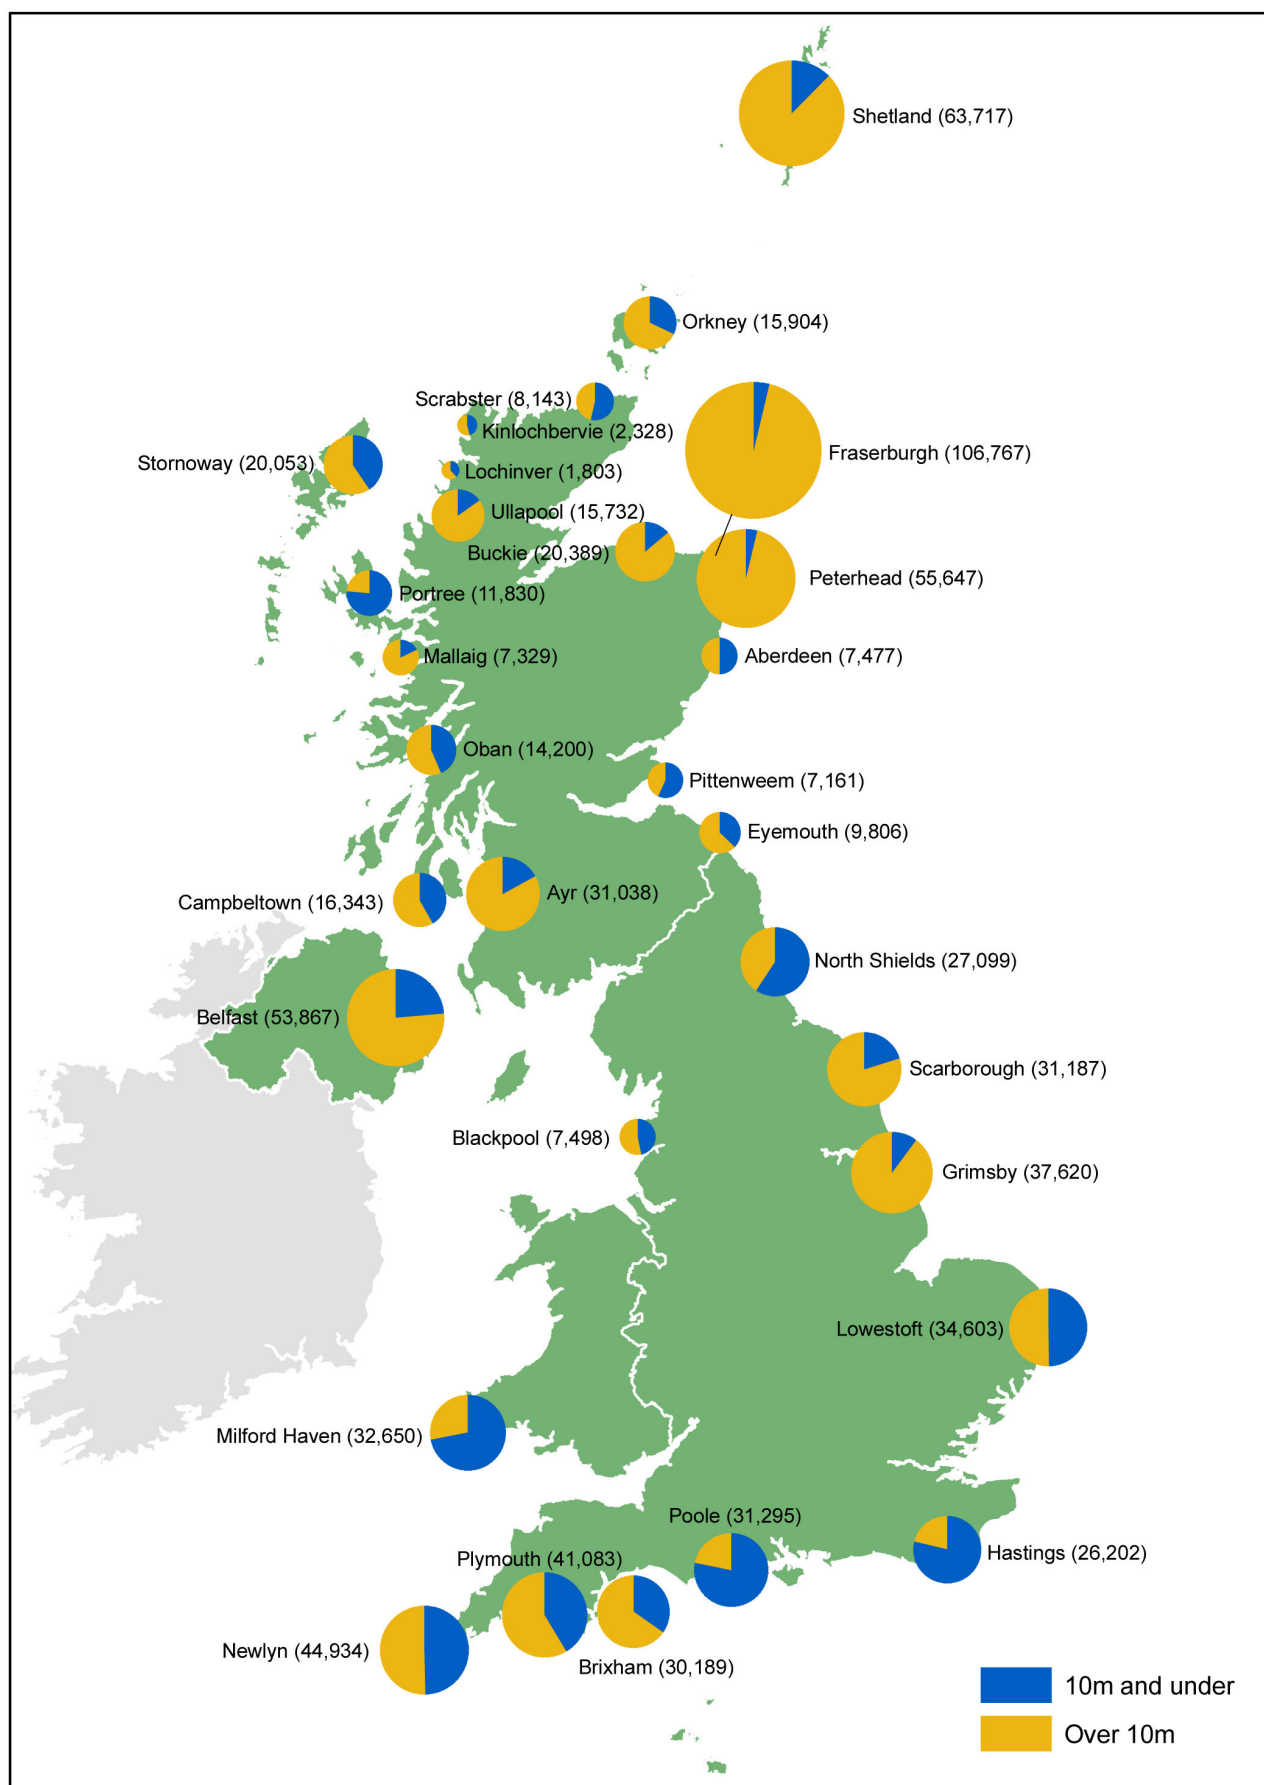 Shetland (63,717)
Orkney (15,904)
Scrabster (8,143)
Kinlochbervie (2,328)
Fraserburgh (106,767)
Stornoway (20,053)
Lochinver (1,803)
Ullapool (15,732)
Buckie (20,389)
Peterhead (55,647)
Portree (11,830)
Mallaig (7,329)
Aberdeen (7,477)
Oban (14,200)
Pittenweem (7,161)
Eyemouth (9,806)
Ayr (31,038)
Campbeltown (16,343)
North Shields (27,099)
Belfast (53,867)
Scarborough (31,187)
Blackpool (7,498)
Grimsby (37,620)
Lowestoft (34,603)
Milford Haven (32,650)
Poole (31,295)
Hastings (26,202)
Plymouth (41,083)
Newlyn (44,934)
Brixham (30,189)
10m and under
Over 10m